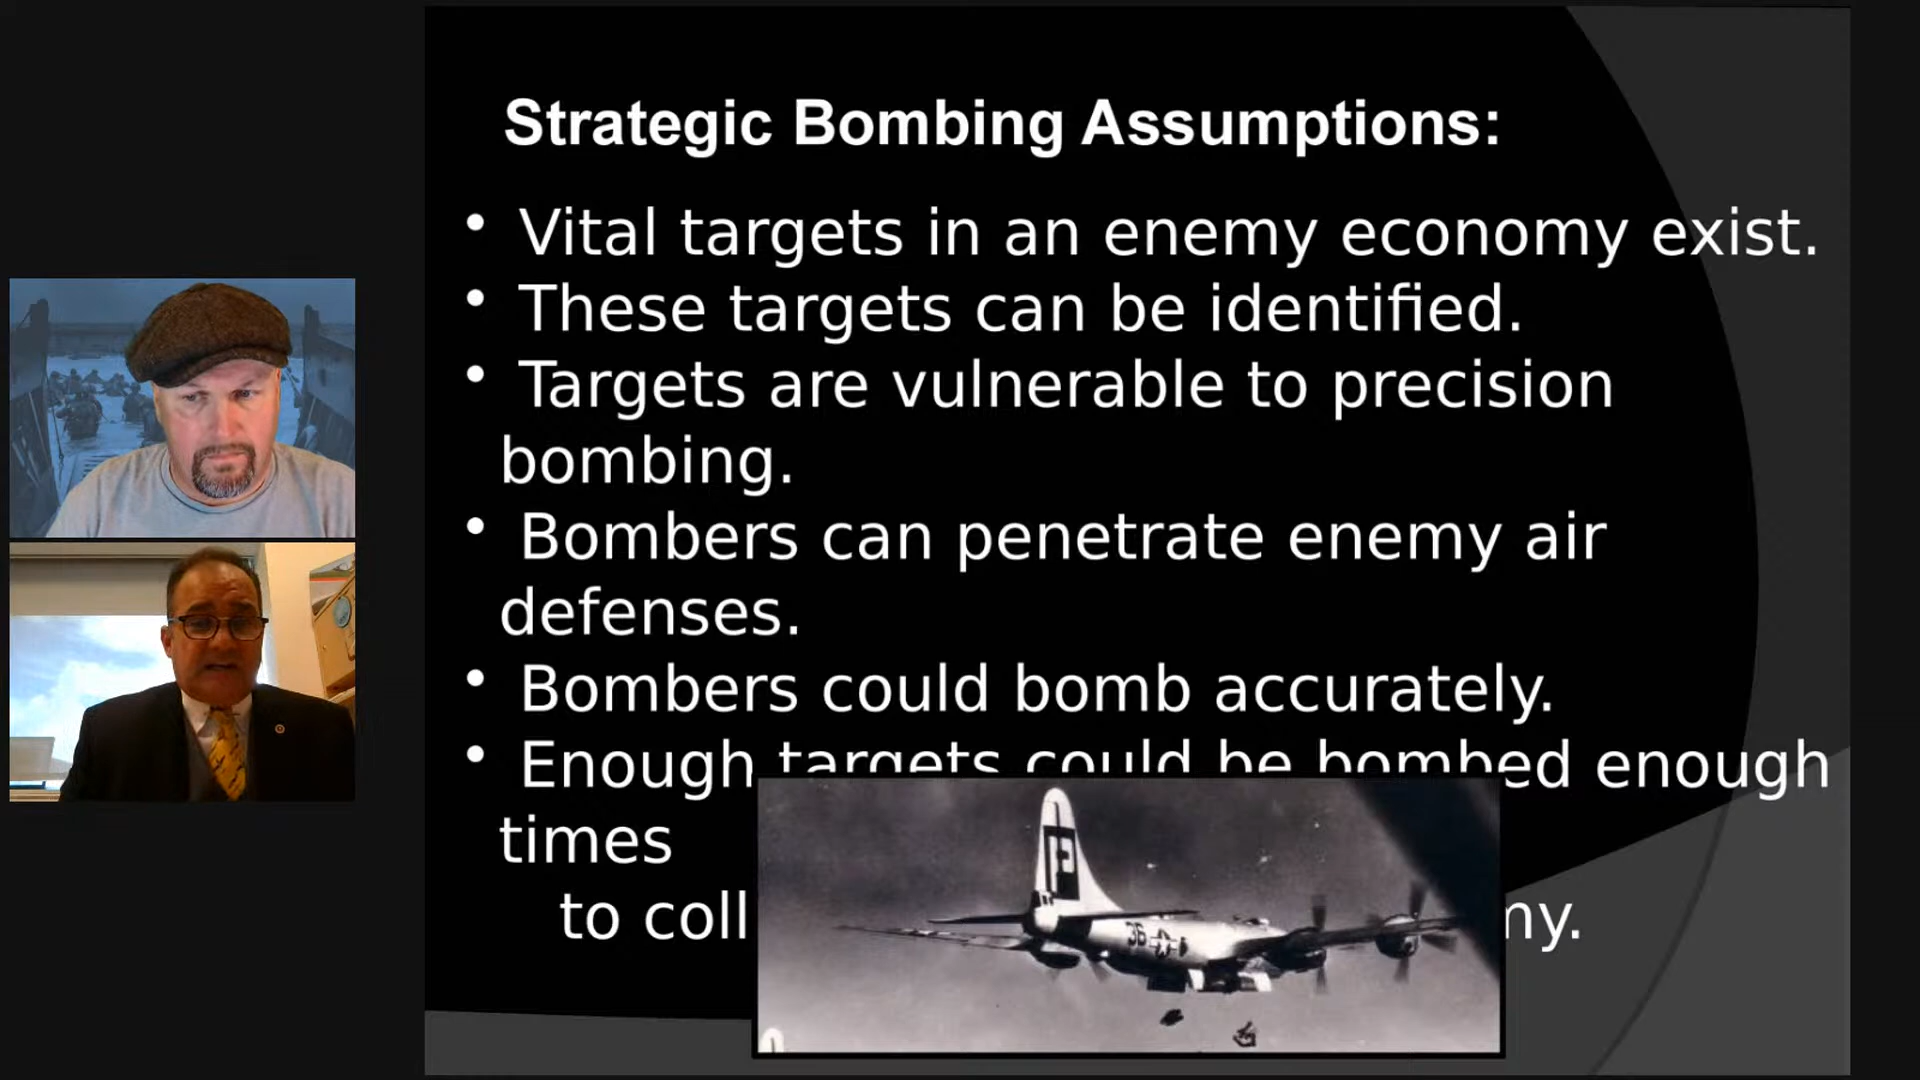 Strategic Bombing Assumptions:
• Vital targets in an enemy economy exist.
• These targets can be identified.
• Targets are vulnerable to precision
bombing.
• Bombers can penetrate enemy air
defenses.
• Bombers could bomb accurately.
• Enough targets could be bombed enough
times
to coll my.
P
36